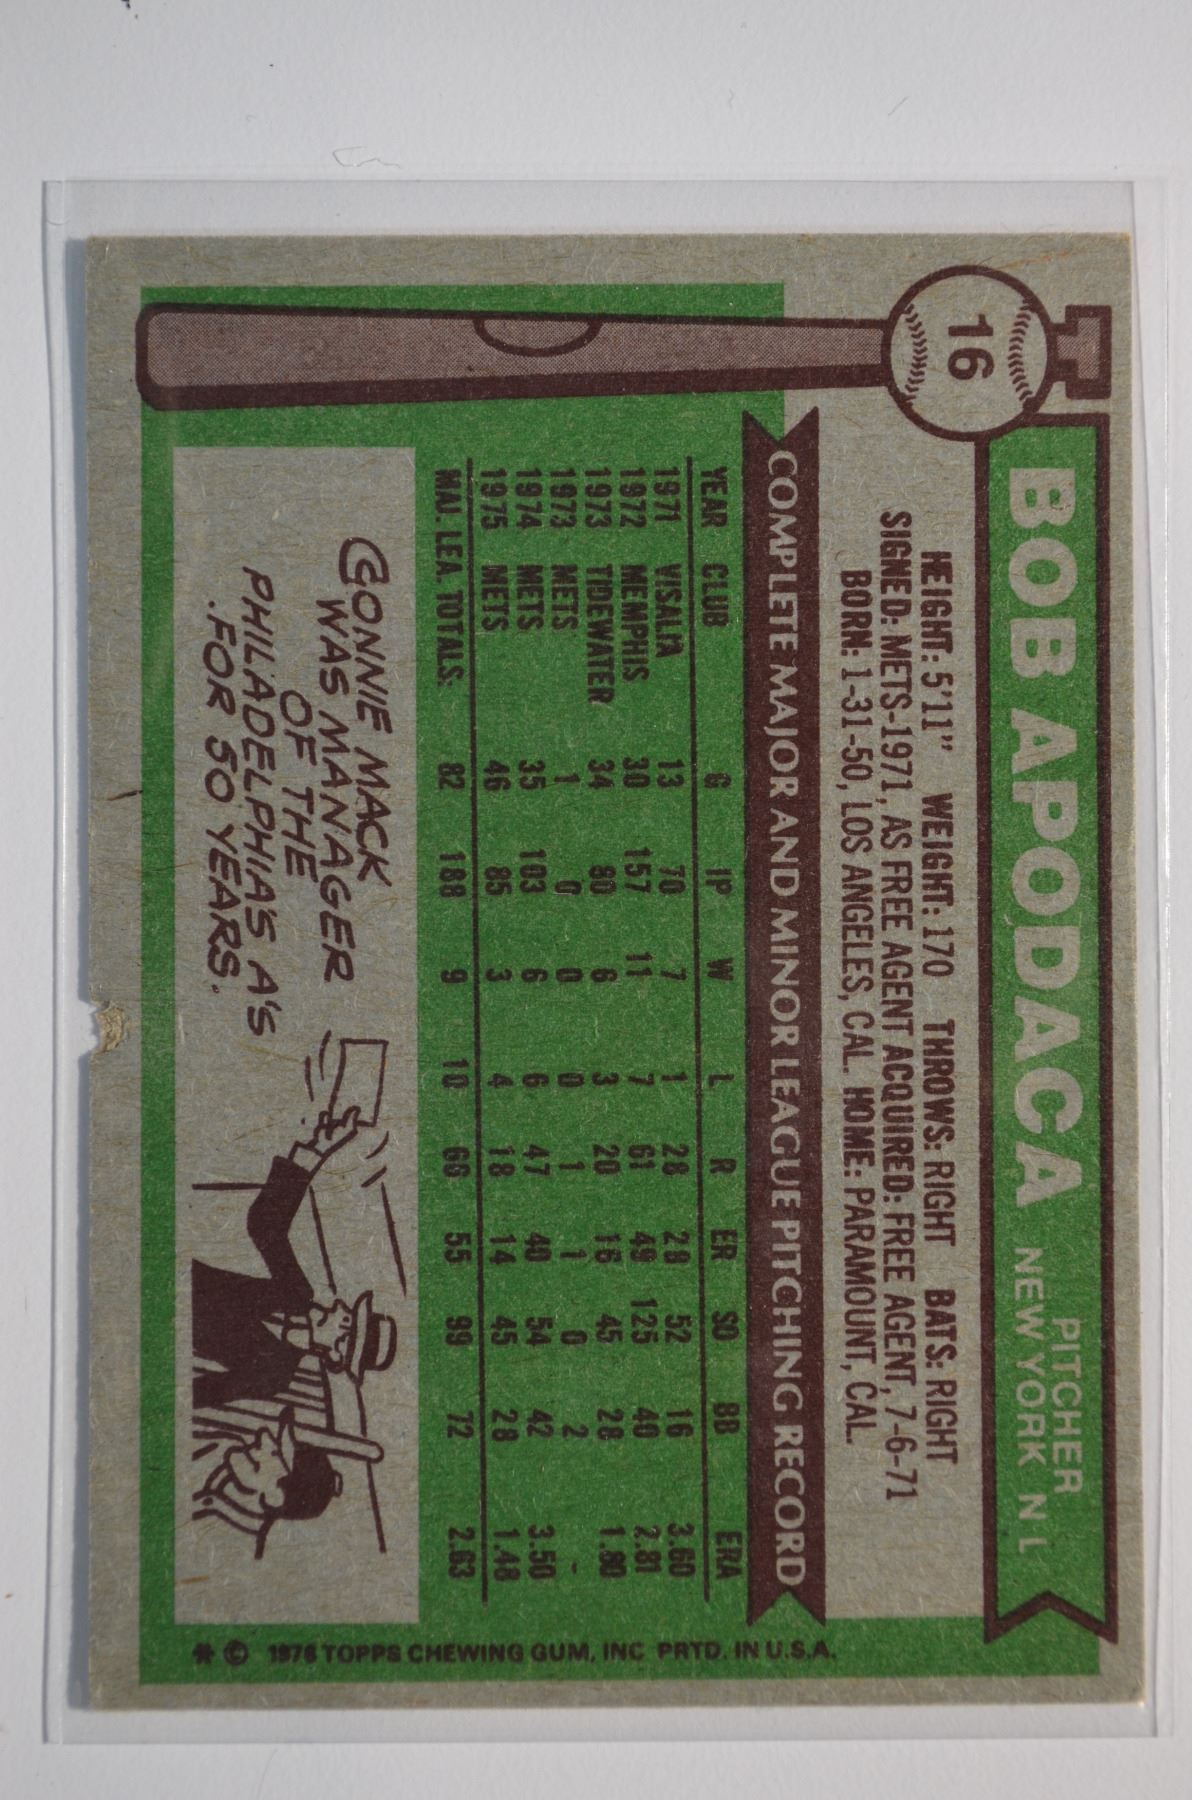 16
BOB APODACA
PITCHER
NEW YORK N L
HEIGHT: 5'11" WEIGHT: 170 THROWS: RIGHT BATS: RIGHT
SIGNED: METS-1971, AS FREE AGENT ACQUIRED: FREE AGENT, 7-6-71
BORN: 1-31-50, LOS ANGELES, CAL. HOME: PARAMOUNT, CAL.
COMPLETE MAJOR AND MINOR LEAGUE PITCHING RECORD
YEAR CLUB G IP W L R ER SO BB ERA
1971 VISALIA 13 70 7 1 28 28 52 16 3.60
1972 MEMPHIS 30 157 11 7 61 49 125 40 2.81
1973 TIDEWATER 34 80 6 3 20 16 45 28 1.80
1973 METS 1 0 0 0 1 1 0 2 -
1974 METS 35 103 6 6 47 40 54 42 3.50
1975 METS 46 85 3 4 18 14 45 28 1.48
MAJ. LEA. TOTALS. 82 188 9 10 66 55 99 72 2.63
CONNIE MACK
WAS MANAGER
OF THE
PHILADELPHIAS A'S
.FOR 50 YEARS.
* © 1976 TOPPS CHEWING GUM, INC PRTD. IN U.S.A.